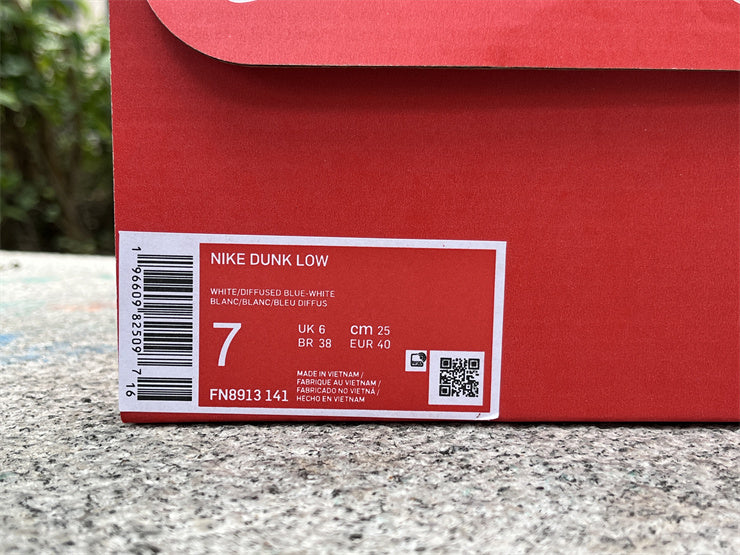 NIKE DUNK LOW
WHITE/DIFFUSED BLUE-WHITE
BLANC/BLANC/BLEU DIFFUS
7
UK 6 cm 25
BR 38 EUR 40
MADE IN VIETNAM /
FABRIQUE AU VIETNAM /
FABRICADO NO VIETNÃ /
HECHO EN VIETNAM
FN8913 141
1 96609 82509 7 16